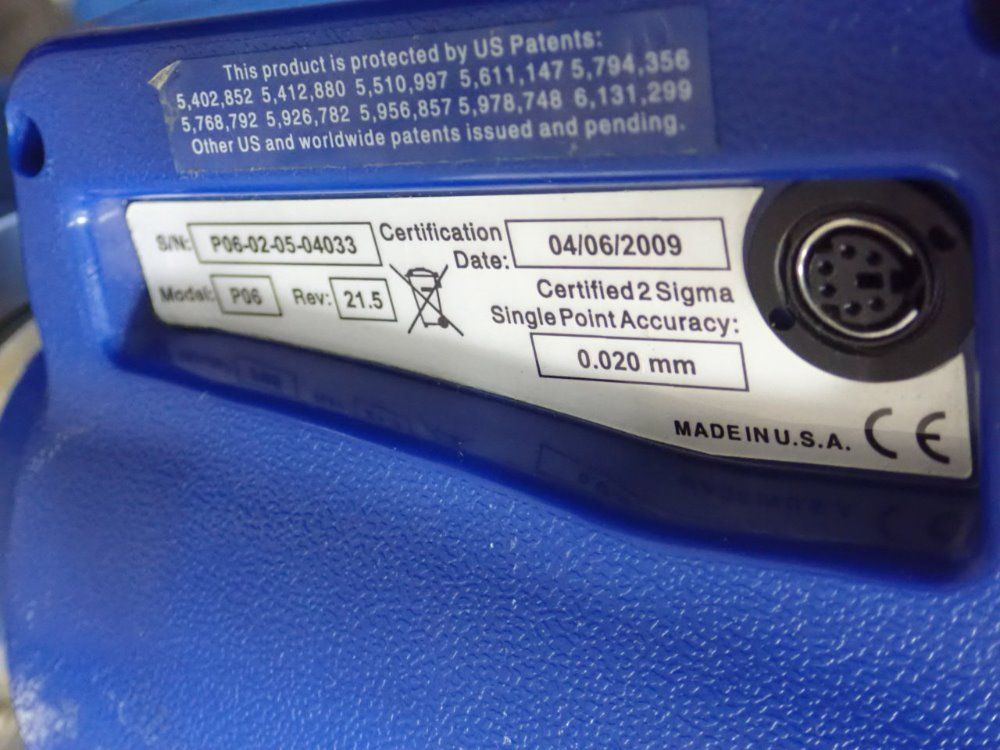 This product is protected by US Patents:
5,402,852 5,412,880 5,510,997 5,611,147 5,794,356
5,768,792 5,926,782 5,956,857 5,978,748 6,131,299
Other US and worldwide patents issued and pending.
S/N: P06-02-05-04033
Certification Date: 04/06/2009
Model: P06 Rev: 21.5
Certified 2 Sigma
Single Point Accuracy:
0.020 mm
MADE IN U.S.A. CE